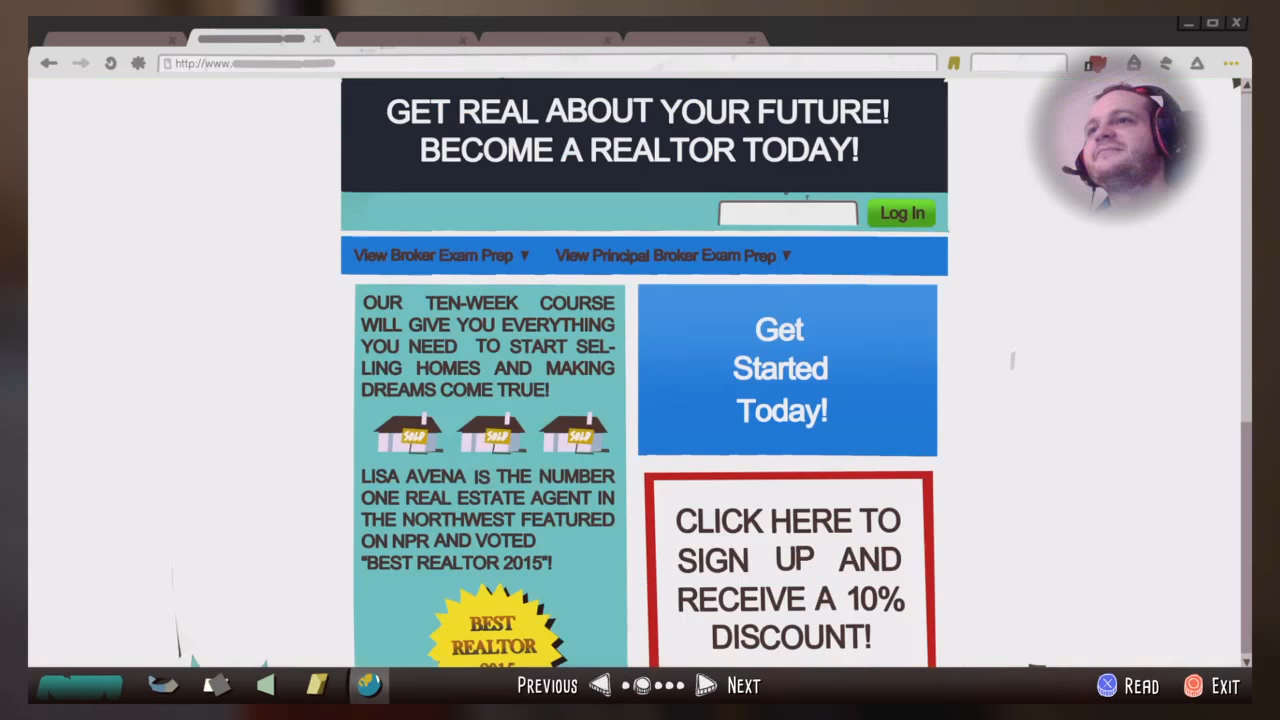 http://www.
GET REAL ABOUT YOUR FUTURE!
BECOME A REALTOR TODAY!
Log In
View Broker Exam Prep ▼ View Principal Broker Exam Prep ▼
OUR TEN-WEEK COURSE
WILL GIVE YOU EVERYTHING
YOU NEED TO START SEL-
LING HOMES AND MAKING
DREAMS COME TRUE!
SOLD SOLD SOLD
LISA AVENA IS THE NUMBER
ONE REAL ESTATE AGENT IN
THE NORTHWEST FEATURED
ON NPR AND VOTED
“BEST REALTOR 2015”!
BEST
REALTOR
2015
Get
Started
Today!
CLICK HERE TO
SIGN UP AND
RECEIVE A 10%
DISCOUNT!
PREVIOUS NEXT
READ EXIT